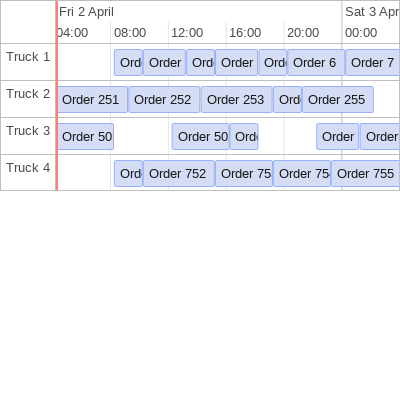 Fri 2 April Sat 3 Apr
04:00 08:00 12:00 16:00 20:00 00:00
Truck 1 Ord Order Ord Order Ord Order 6 Order 7
Truck 2 Order 251 Order 252 Order 253 Ord Order 255
Truck 3 Order 50 Order 50 Ord Order Order
Truck 4 Ord Order 752 Order 75 Order 75 Order 755